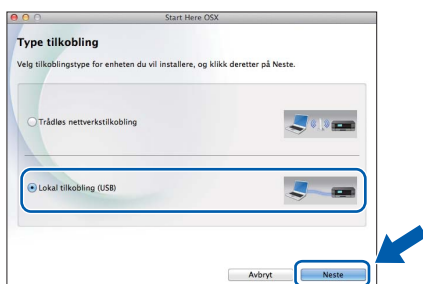 Start Here OSX
Type tilkobling
Velg tilkoblingstype for enheten du vil installere, og klikk deretter på Neste.
Trådløs nettverkstilkobling
Lokal tilkobling (USB)
Avbryt
Neste